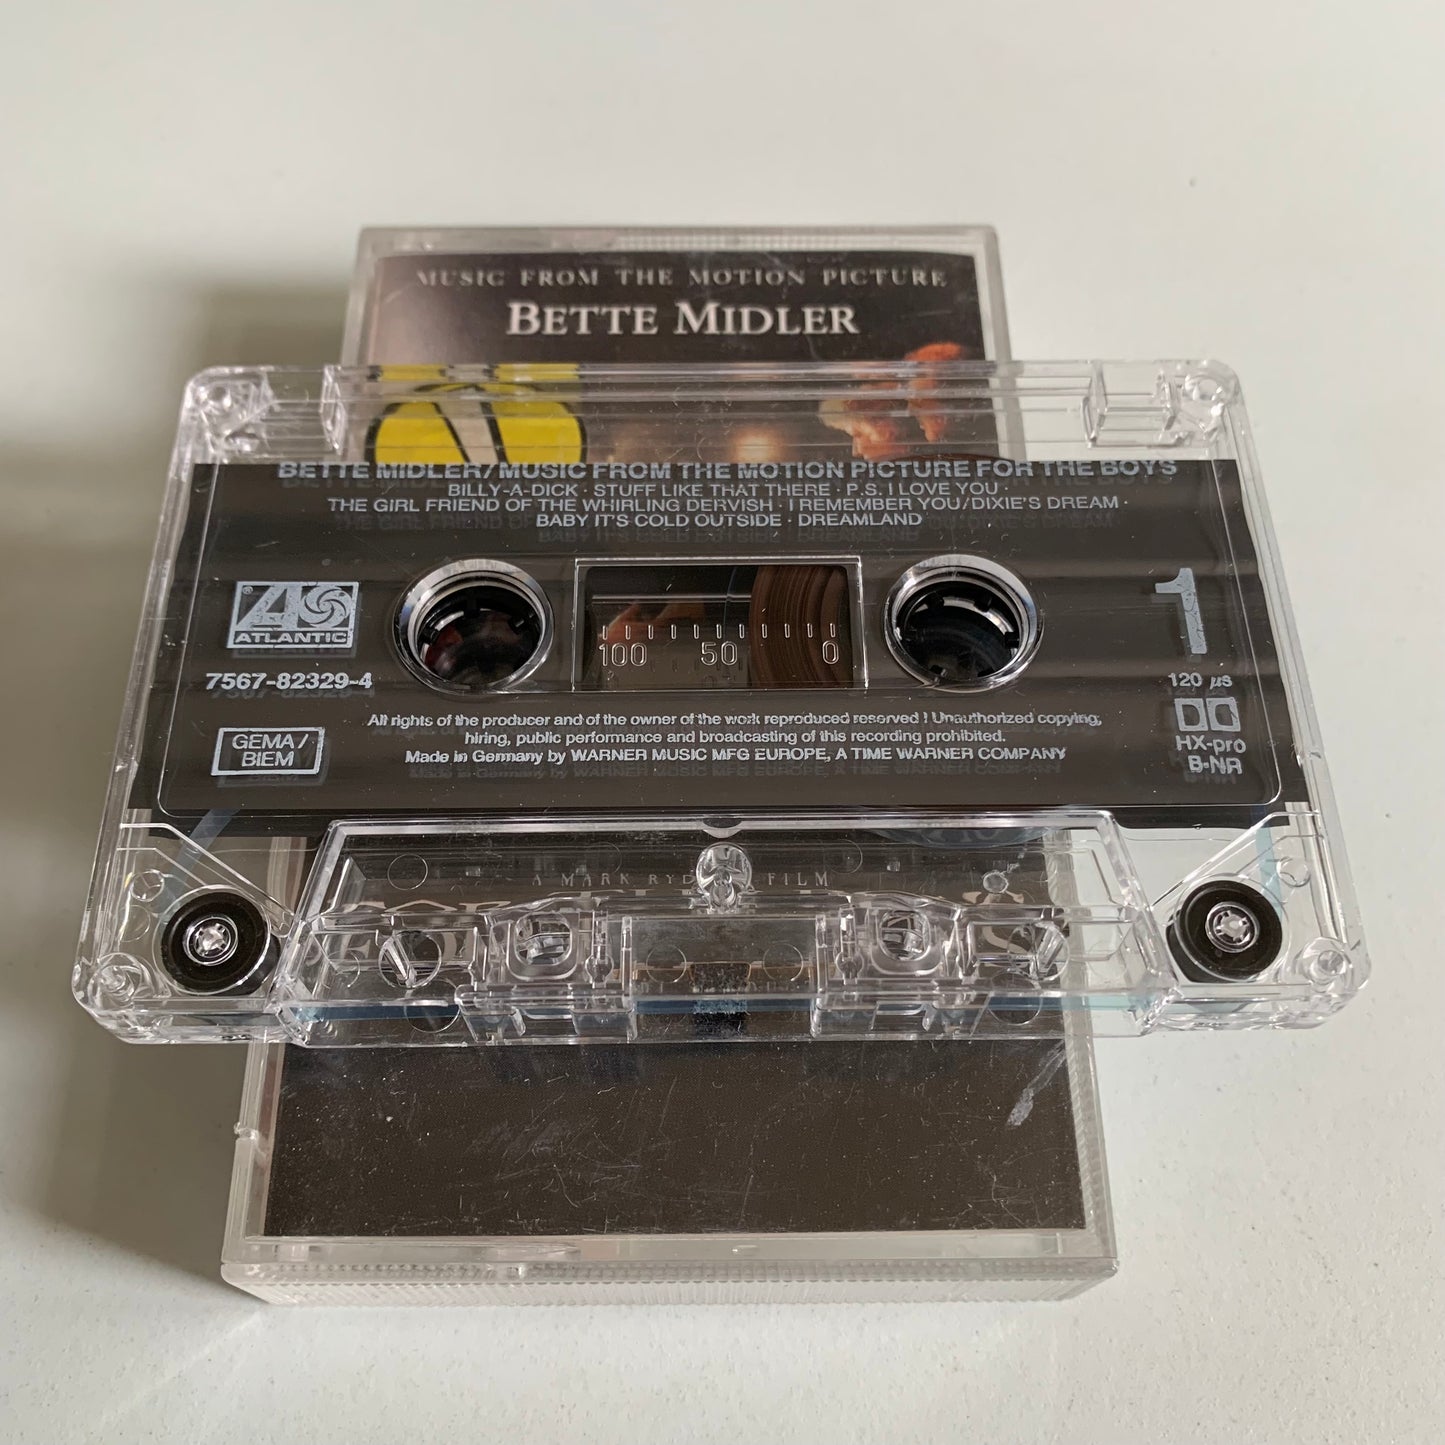 MUSIC FROM THE MOTION PICTURE
BETTE MIDLER
BETTE MIDLER/MUSIC FROM THE MOTION PICTURE FOR THE BOYS
BILLY-A-DICK · STUFF LIKE THAT THERE · P.S. I LOVE YOU ·
THE GIRL FRIEND OF THE WHIRLING DERVISH · I REMEMBER YOU/DIXIE'S DREAM ·
BABY IT'S COLD OUTSIDE · DREAMLAND
® A
ATLANTIC
7567-82329-4
GEMA/
BIEM
100 50 0
1
120 µs
HX-pro
B-NR
All rights of the producer and of the owner of the work reproduced reserved ! Unauthorized copying,
hiring, public performance and broadcasting of this recording prohibited.
Made in Germany by WARNER MUSIC MFG EUROPE, A TIME WARNER COMPANY
A MARK FILM